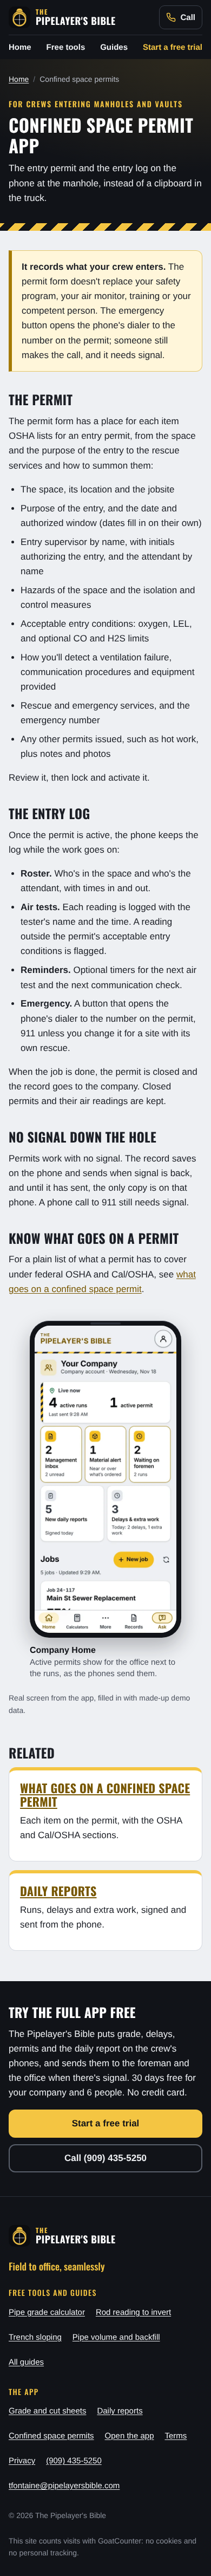 THE
PIPELAYER'S BIBLE
Call
Home Free tools Guides Start a free trial
Home / Confined space permits
FOR CREWS ENTERING MANHOLES AND VAULTS
CONFINED SPACE PERMIT
APP
The entry permit and the entry log on the
phone at the manhole, instead of a clipboard in
the truck.
It records what your crew enters. The
permit form doesn't replace your safety
program, your air monitor, training or your
competent person. The emergency
button opens the phone's dialer to the
number on the permit; someone still
makes the call, and it needs signal.
THE PERMIT
The permit form has a place for each item
OSHA lists for an entry permit, from the space
and the purpose of the entry to the rescue
services and how to summon them:
• The space, its location and the jobsite
• Purpose of the entry, and the date and
authorized window (dates fill in on their own)
• Entry supervisor by name, with initials
authorizing the entry, and the attendant by
name
• Hazards of the space and the isolation and
control measures
• Acceptable entry conditions: oxygen, LEL,
and optional CO and H2S limits
• How you'll detect a ventilation failure,
communication procedures and equipment
provided
• Rescue and emergency services, and the
emergency number
• Any other permits issued, such as hot work,
plus notes and photos
Review it, then lock and activate it.
THE ENTRY LOG
Once the permit is active, the phone keeps the
log while the work goes on:
• Roster. Who's in the space and who's the
attendant, with times in and out.
• Air tests. Each reading is logged with the
tester's name and the time. A reading
outside the permit's acceptable entry
conditions is flagged.
• Reminders. Optional timers for the next air
test and the next communication check.
• Emergency. A button that opens the
phone's dialer to the number on the permit,
911 unless you change it for a site with its
own rescue.
When the job is done, the permit is closed and
the record goes to the company. Closed
permits and their air readings are kept.
NO SIGNAL DOWN THE HOLE
Permits work with no signal. The record saves
on the phone and sends when signal is back,
and until it has sent, the only copy is on that
phone. A phone call to 911 still needs signal.
KNOW WHAT GOES ON A PERMIT
For a plain list of what a permit has to cover
under federal OSHA and Cal/OSHA, see what
goes on a confined space permit.
THE
PIPELAYER'S BIBLE
Your Company
Company account · Wednesday, Nov 18
Live now
4 active runs
1 active permit
Last sent 9:28 AM
2
Management inbox
2 unread
1
Material alert
Near or over what's ordered
2
Waiting on foremen
2 runs
5
New daily reports
Signed today
3
Delays & extra work
Today: 2 delays, 1 extra work
Jobs
+ New job
5 jobs · Updated 9:29 AM.
Job 24-117
Main St Sewer Replacement
Home Calculators More Records Ask
Company Home
Active permits show for the office next to
the runs, as the phones send them.
Real screen from the app, filled in with made-up demo
data.
RELATED
WHAT GOES ON A CONFINED SPACE
PERMIT
Each item on the permit, with the OSHA
and Cal/OSHA sections.
DAILY REPORTS
Runs, delays and extra work, signed and
sent from the phone.
TRY THE FULL APP FREE
The Pipelayer's Bible puts grade, delays,
permits and the daily report on the crew's
phones, and sends them to the foreman and
the office when there's signal. 30 days free for
your company and 6 people. No credit card.
Start a free trial
Call (909) 435-5250
THE
PIPELAYER'S BIBLE
Field to office, seamlessly
FREE TOOLS AND GUIDES
Pipe grade calculator Rod reading to invert
Trench sloping Pipe volume and backfill
All guides
THE APP
Grade and cut sheets Daily reports
Confined space permits Open the app Terms
Privacy (909) 435-5250
tfontaine@pipelayersbible.com
© 2026 The Pipelayer's Bible
This site counts visits with GoatCounter: no cookies and
no personal tracking.